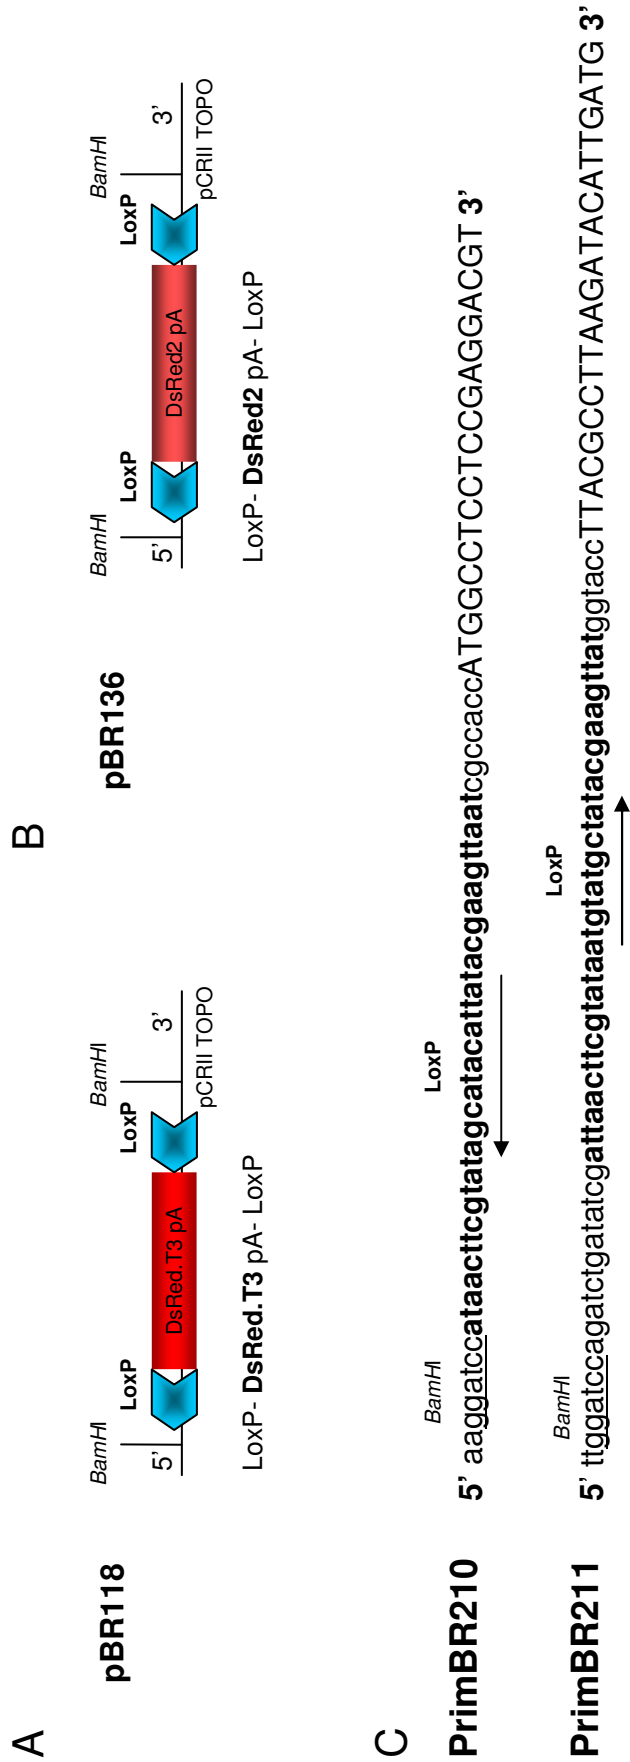 A
pBR118
BamHI
LoxP
LoxP
BamHI
5’
DsRed.T3 pA
3’
pCRII TOPO
LoxP- DsRed.T3 pA- LoxP
B
pBR136
BamHI
LoxP
LoxP
BamHI
5’
DsRed2 pA
3’
pCRII TOPO
LoxP- DsRed2 pA- LoxP
C
BamHI
LoxP
PrimBR210 5’ aaggatccataacttcgtatagcatacattatacgaagttaatcgccaccATGGCCTCCTCCGAGGACGT 3’
BamHI
LoxP
PrimBR211 5’ ttggatccagatctgatatcgattaacttcgtataatgtatgctatacgaagttatggtaccTTACGCCTTAAGATACATTGATG 3’